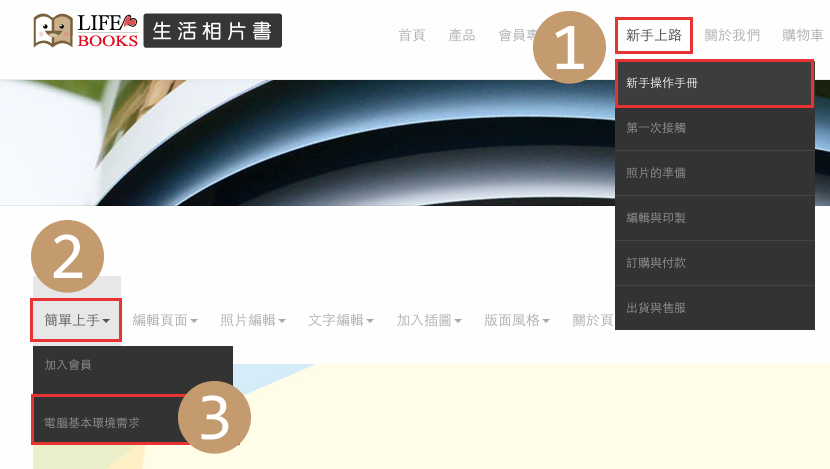 LIFE
BOOKS
生活相片書
首頁 產品 會員專 1 新手上路 關於我們 購物車
新手操作手冊
第一次接觸
照片的準備
編輯與印製
訂購與付款
出貨與售服
2
簡單上手 編輯頁面 照片編輯 文字編輯 加入插圖 版面風格 關於頁
加入會員
電腦基本環境需求 3